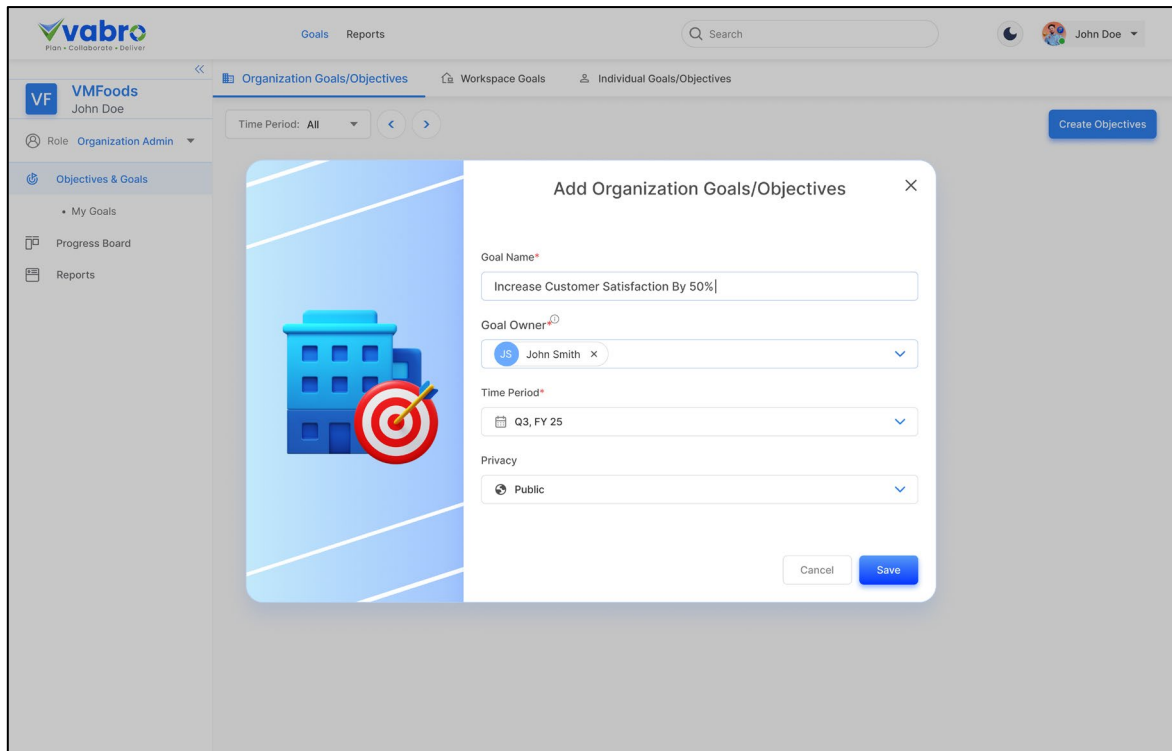 vabro
Plan • Collaborate • Deliver
Goals Reports
Search
John Doe
VF
VMFoods
John Doe
Role Organization Admin
Objectives & Goals
• My Goals
Progress Board
Reports
Organization Goals/Objectives Workspace Goals Individual Goals/Objectives
Time Period: All
Create Objectives
Add Organization Goals/Objectives
Goal Name*
Increase Customer Satisfaction By 50%
Goal Owner*
JS John Smith ×
Time Period*
Q3, FY 25
Privacy
Public
Cancel Save